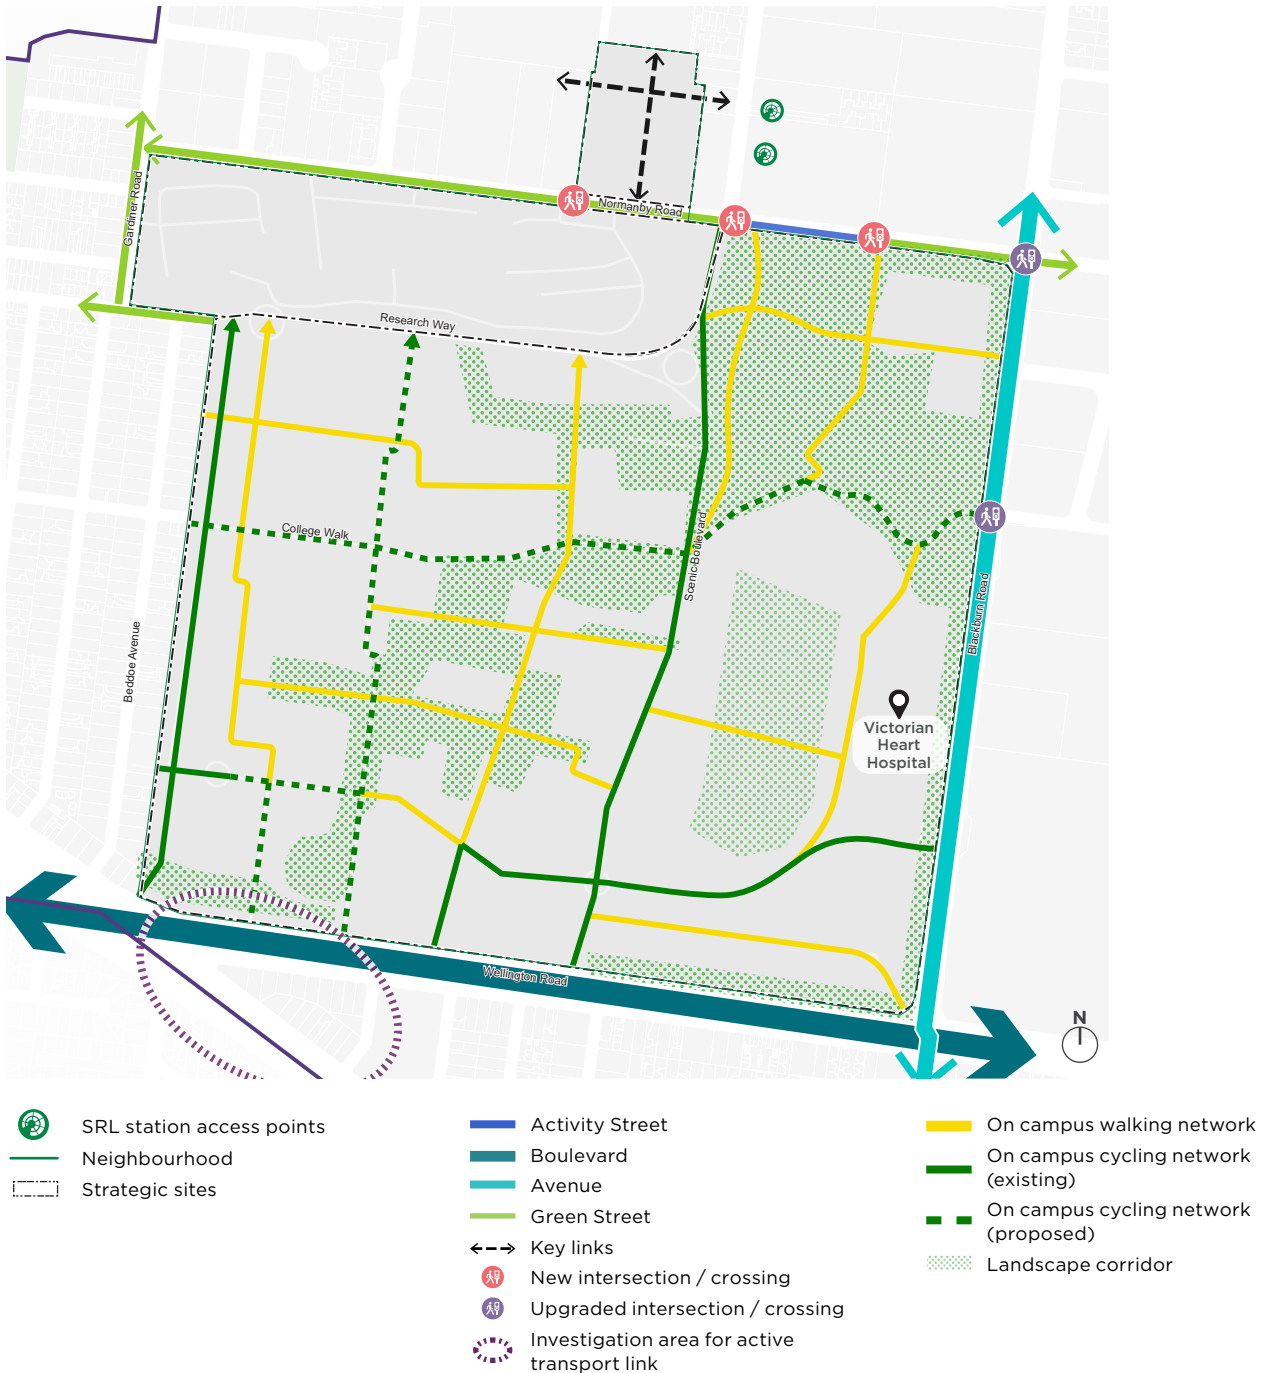 Gardiner Road
Normanby Road
Research Way
College Walk
Scenic Boulevard
Beddoe Avenue
Blackburn Road
Victorian
Heart
Hospital
Wellington Road
N
SRL station access points
Neighbourhood
Strategic sites
Activity Street
Boulevard
Avenue
Green Street
Key links
New intersection / crossing
Upgraded intersection / crossing
Investigation area for active
transport link
On campus walking network
On campus cycling network
(existing)
On campus cycling network
(proposed)
Landscape corridor